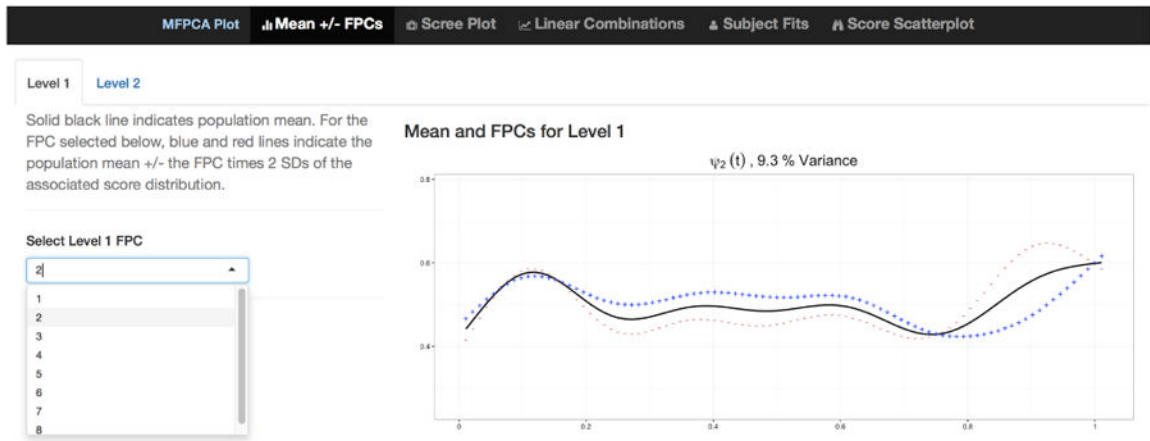 MFPCA Plot Mean +/- FPCs Scree Plot Linear Combinations Subject Fits Score Scatterplot
Level 1 Level 2
Solid black line indicates population mean. For the
FPC selected below, blue and red lines indicate the
population mean +/- the FPC times 2 SDs of the
associated score distribution.
Select Level 1 FPC
2
1
2
3
4
5
6
7
8
Mean and FPCs for Level 1
ψ2 (t) , 9.3 % Variance
0.8
0.6
0.4
0 0.2 0.4 0.6 0.8 1